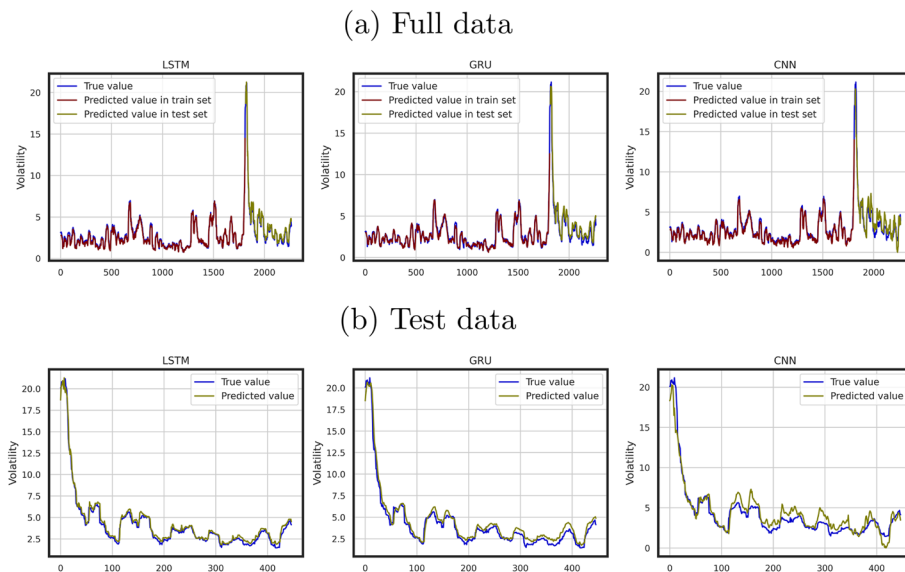 (a) Full data
LSTM
True value
Predicted value in train set
Predicted value in test set
Volatility
20
15
10
5
0
0 500 1000 1500 2000
GRU
True value
Predicted value in train set
Predicted value in test set
Volatility
20
15
10
5
0
0 500 1000 1500 2000
CNN
True value
Predicted value in train set
Predicted value in test set
Volatility
20
15
10
5
0
0 500 1000 1500 2000
(b) Test data
LSTM
True value
Predicted value
Volatility
20.0
17.5
15.0
12.5
10.0
7.5
5.0
2.5
0 100 200 300 400
GRU
True value
Predicted value
Volatility
20.0
17.5
15.0
12.5
10.0
7.5
5.0
2.5
0 100 200 300 400
CNN
True value
Predicted value
Volatility
20
15
10
5
0
0 100 200 300 400